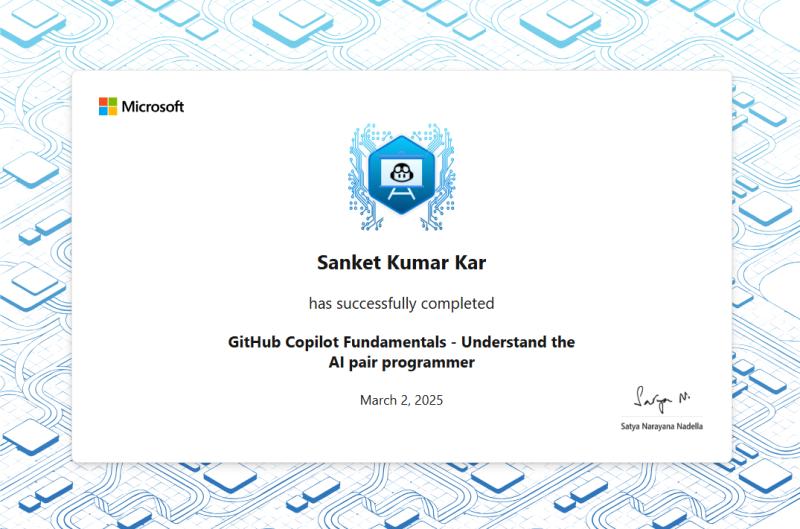 Microsoft
Sanket Kumar Kar
has successfully completed
GitHub Copilot Fundamentals - Understand the
AI pair programmer
March 2, 2025
Satya N.
Satya Narayana Nadella